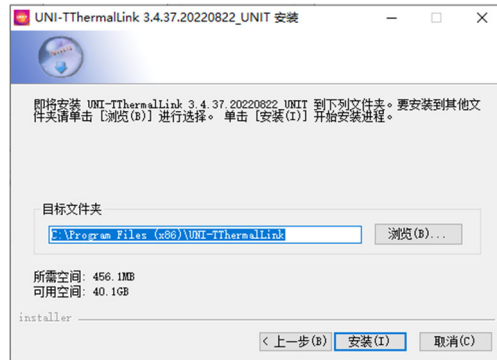 UNI-TThermalLink 3.4.37.20220822_UNIT 安装
即将安装 UNI-TThermalLink 3.4.37.20220822_UNIT 到下列文件夹。要安装到其他文
件夹请单击 [浏览(B)] 进行选择。 单击 [安装(I)] 开始安装进程。
目标文件夹
C:\Program Files (x86)\UNI-TThermalLink
浏览(B)...
所需空间: 456.1MB
可用空间: 40.1GB
installer
< 上一步(B)
安装(I)
取消(C)